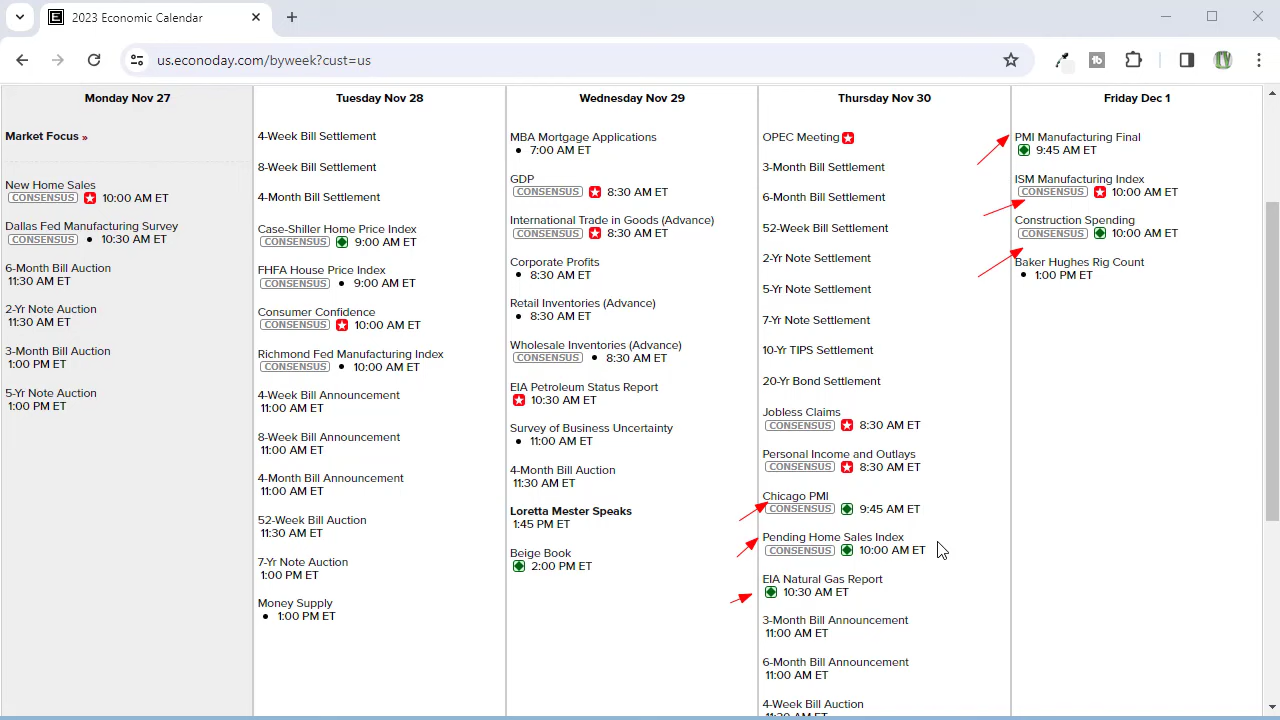 2023 Economic Calendar
us.econoday.com/byweek?cust=us
Monday Nov 27
Market Focus »
New Home Sales
CONSENSUS 10:00 AM ET
Dallas Fed Manufacturing Survey
CONSENSUS • 10:30 AM ET
6-Month Bill Auction
11:30 AM ET
2-Yr Note Auction
11:30 AM ET
3-Month Bill Auction
1:00 PM ET
5-Yr Note Auction
1:00 PM ET
Tuesday Nov 28
4-Week Bill Settlement
8-Week Bill Settlement
4-Month Bill Settlement
Case-Shiller Home Price Index
CONSENSUS 9:00 AM ET
FHFA House Price Index
CONSENSUS • 9:00 AM ET
Consumer Confidence
CONSENSUS 10:00 AM ET
Richmond Fed Manufacturing Index
CONSENSUS • 10:00 AM ET
4-Week Bill Announcement
11:00 AM ET
8-Week Bill Announcement
11:00 AM ET
4-Month Bill Announcement
11:00 AM ET
52-Week Bill Auction
11:30 AM ET
7-Yr Note Auction
1:00 PM ET
Money Supply
• 1:00 PM ET
Wednesday Nov 29
MBA Mortgage Applications
• 7:00 AM ET
GDP
CONSENSUS 8:30 AM ET
International Trade in Goods (Advance)
CONSENSUS 8:30 AM ET
Corporate Profits
• 8:30 AM ET
Retail Inventories (Advance)
• 8:30 AM ET
Wholesale Inventories (Advance)
CONSENSUS • 8:30 AM ET
EIA Petroleum Status Report
10:30 AM ET
Survey of Business Uncertainty
• 11:00 AM ET
4-Month Bill Auction
11:30 AM ET
Loretta Mester Speaks
1:45 PM ET
Beige Book
2:00 PM ET
Thursday Nov 30
OPEC Meeting
3-Month Bill Settlement
6-Month Bill Settlement
52-Week Bill Settlement
2-Yr Note Settlement
5-Yr Note Settlement
7-Yr Note Settlement
10-Yr TIPS Settlement
20-Yr Bond Settlement
Jobless Claims
CONSENSUS 8:30 AM ET
Personal Income and Outlays
CONSENSUS 8:30 AM ET
Chicago PMI
CONSENSUS 9:45 AM ET
Pending Home Sales Index
CONSENSUS 10:00 AM ET
EIA Natural Gas Report
10:30 AM ET
3-Month Bill Announcement
11:00 AM ET
6-Month Bill Announcement
11:00 AM ET
4-Week Bill Auction
11:30 AM ET
Friday Dec 1
PMI Manufacturing Final
9:45 AM ET
ISM Manufacturing Index
CONSENSUS 10:00 AM ET
Construction Spending
CONSENSUS 10:00 AM ET
Baker Hughes Rig Count
• 1:00 PM ET